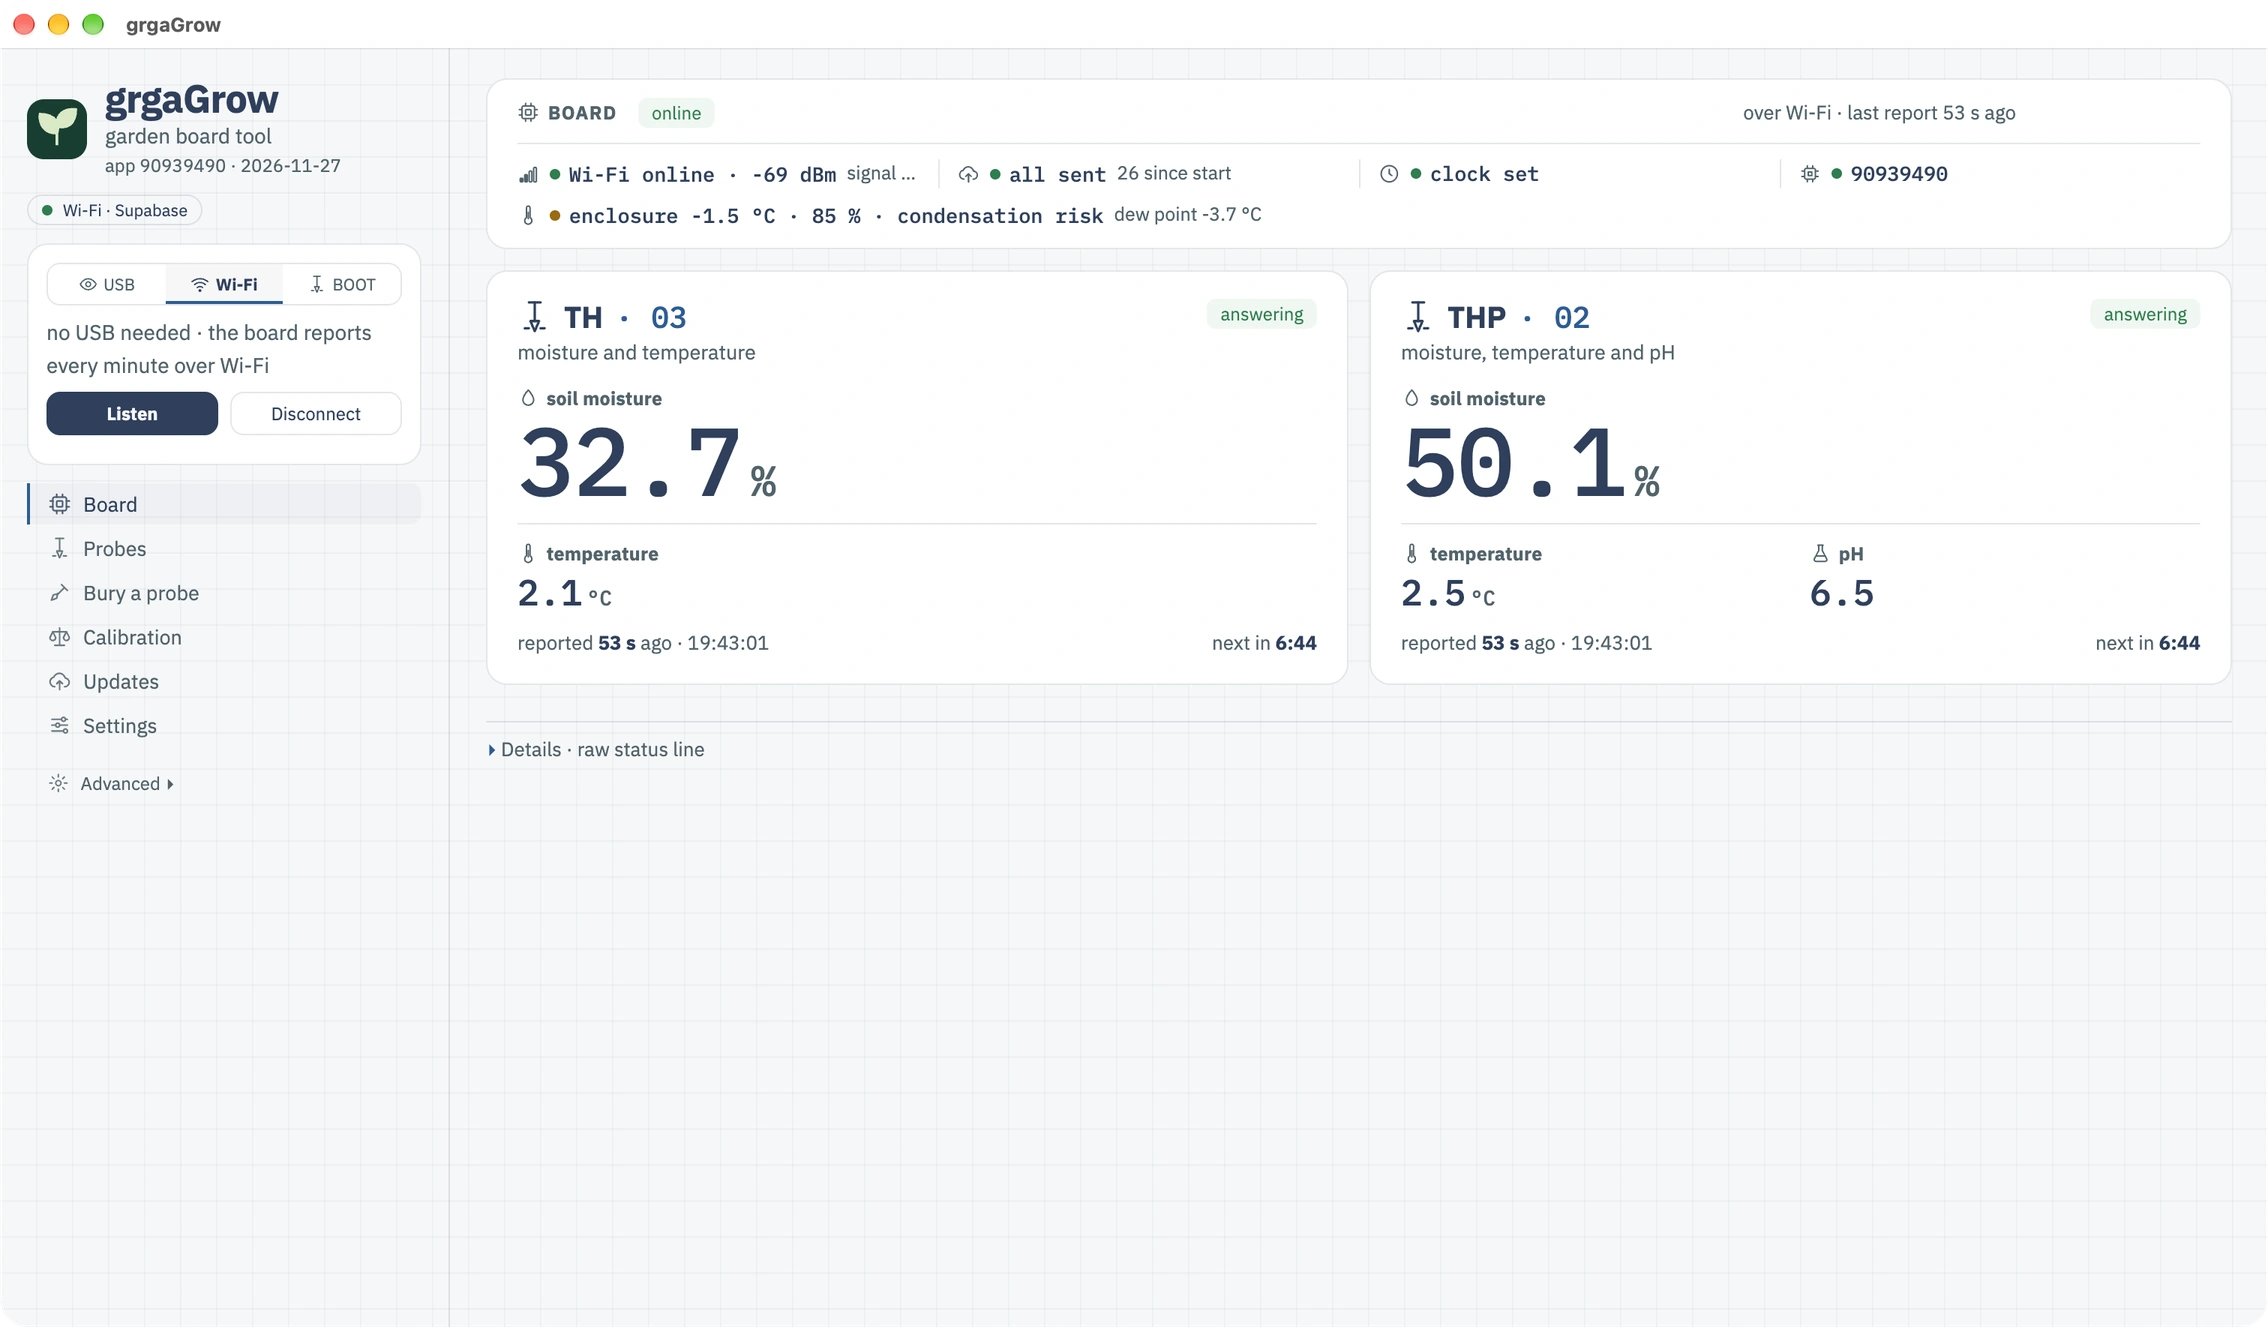 grgaGrow
grgaGrow
garden board tool
app 90939490 · 2026-11-27
Wi-Fi · Supabase
USB Wi-Fi BOOT
no USB needed · the board reports
every minute over Wi-Fi
Listen Disconnect
Board
Probes
Bury a probe
Calibration
Updates
Settings
Advanced
BOARD online over Wi-Fi · last report 53 s ago
Wi-Fi online · -69 dBm signal ... all sent 26 since start clock set 90939490
enclosure -1.5 °C · 85 % · condensation risk dew point -3.7 °C
TH · 03 answering
moisture and temperature
soil moisture
32.7 %
temperature
2.1 °C
reported 53 s ago · 19:43:01 next in 6:44
THP · 02 answering
moisture, temperature and pH
soil moisture
50.1 %
temperature pH
2.5 °C 6.5
reported 53 s ago · 19:43:01 next in 6:44
Details · raw status line